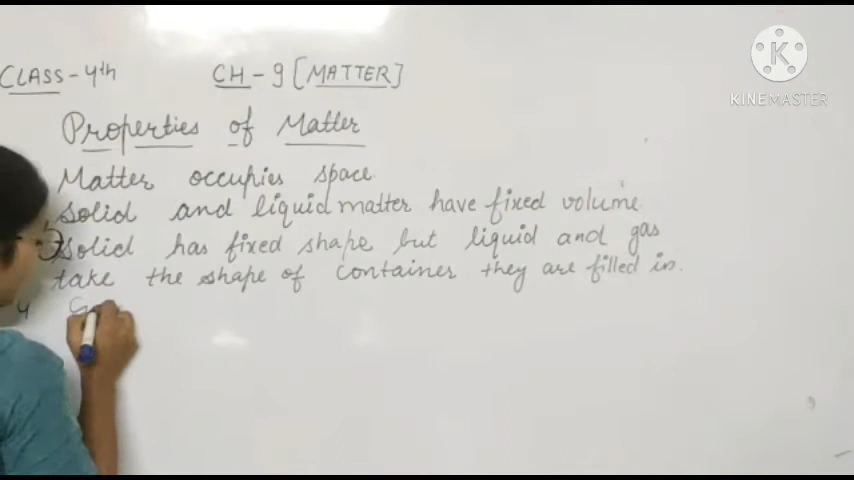 CLASS - 4th CH - 9 [MATTER]
KINEMASTER
Properties of Matter
Matter occupies space
Solid and liquid matter have fixed volume
Solid has fixed shape but liquid and gas
take the shape of container they are filled in.
4